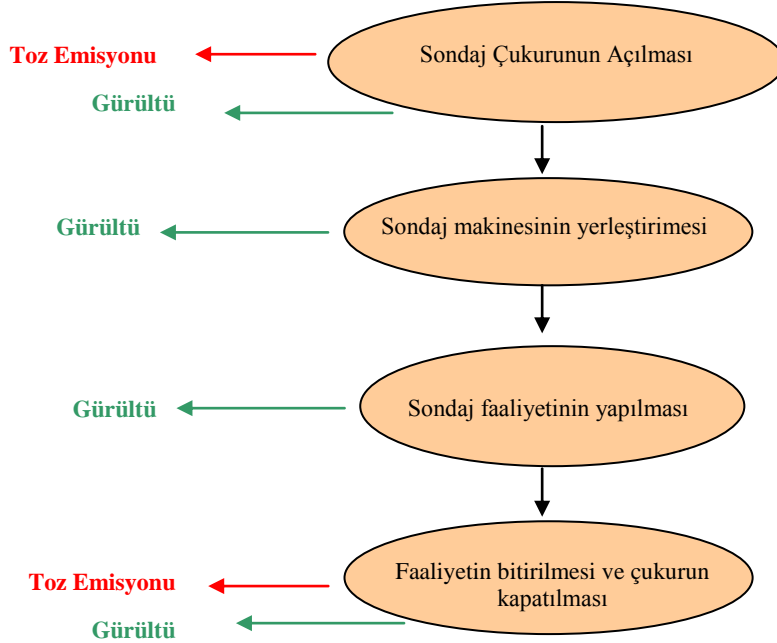 Toz Emisyonu
Sondaj Çukurunun Açılması
Gürültü
Gürültü
Sondaj makinesinin yerleştirimesi
Gürültü
Sondaj faaliyetinin yapılması
Toz Emisyonu
Faaliyetin bitirilmesi ve çukurun
kapatılması
Gürültü